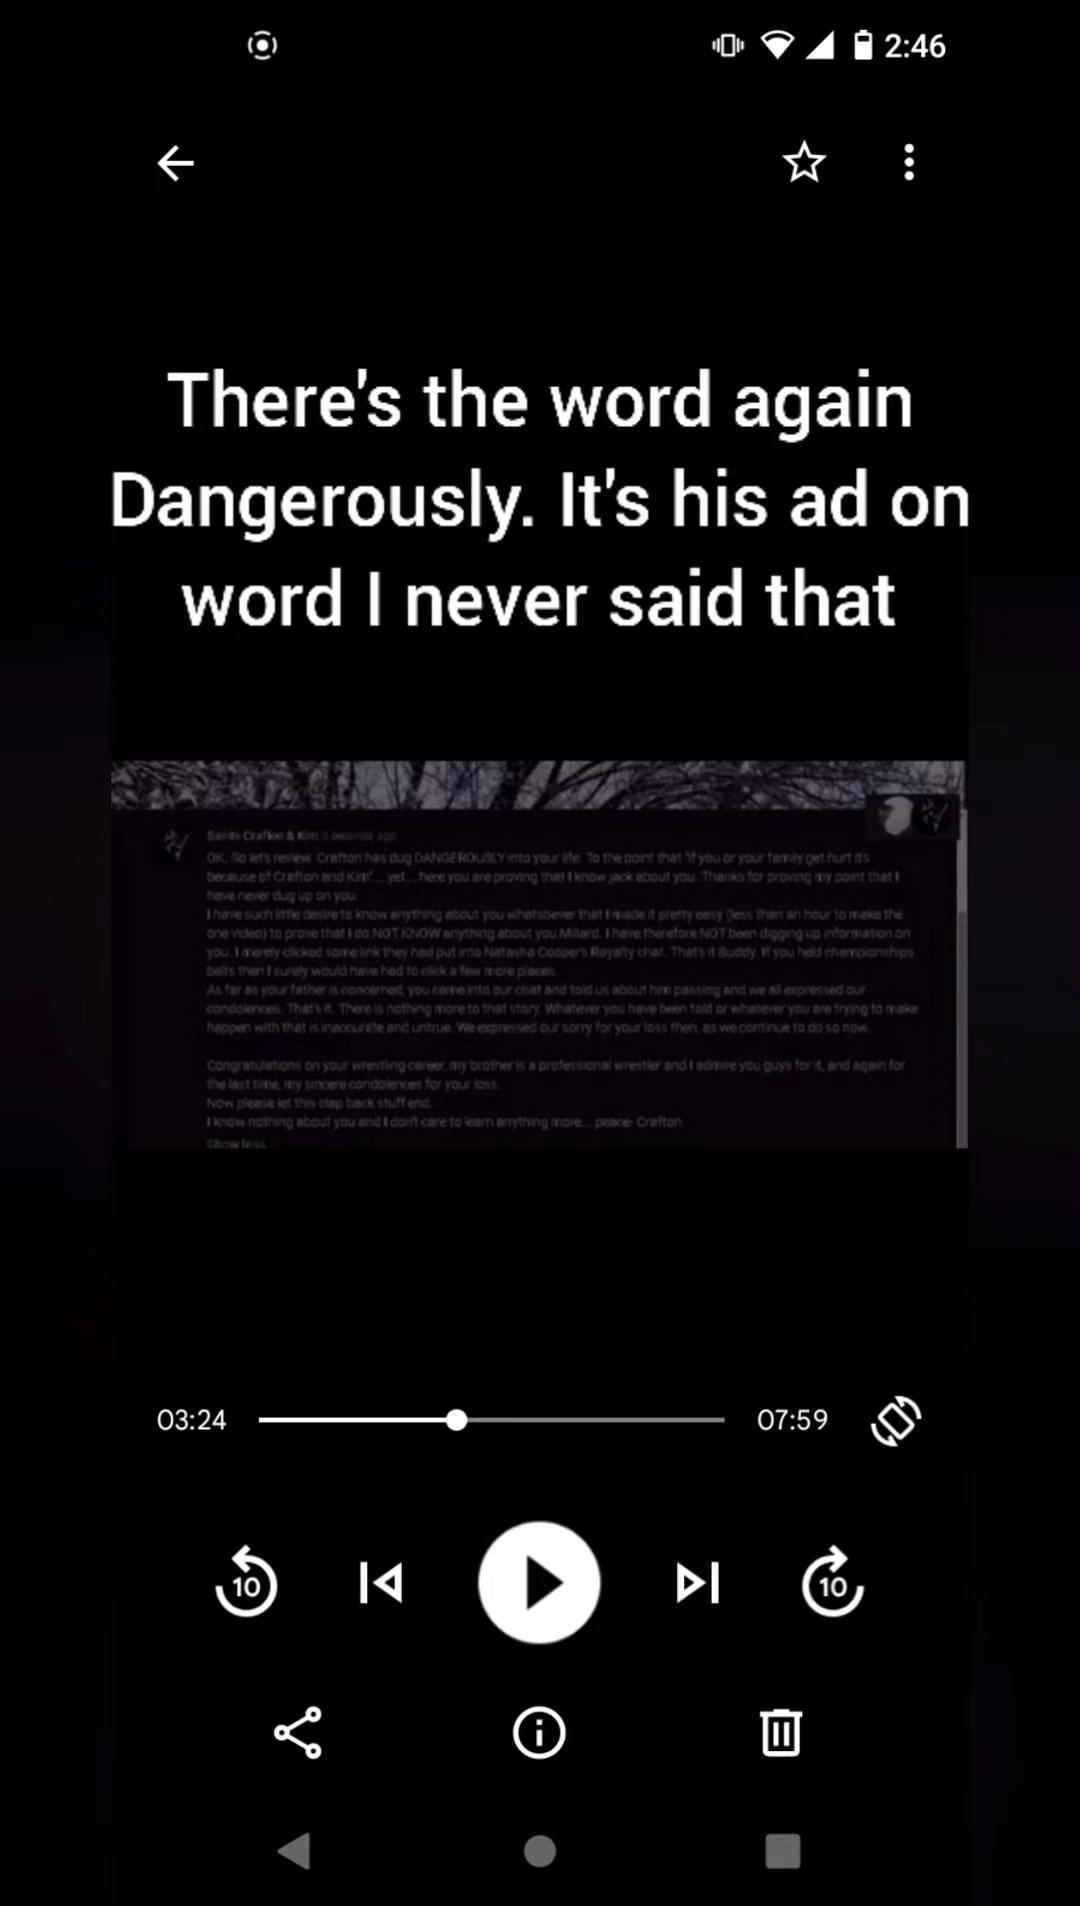 2:46
There's the word again
Dangerously. It's his ad on
word I never said that
Saints Crafton & Kim 0 seconds ago
OK. So let's review. Crafton has dug DANGEROUSLY into your life. To the point that "if you or your family get hurt it's
because of Crafton and Kim"....yet... here you are proving that I know jack about you. Thanks for proving my point that I
have never dug up on you.
I have such little desire to know anything about you whatsoever that I made it pretty easy (less than an hour to make the
one video) to prove that I do NOT KNOW anything about you Millard. I have therefore NOT been digging up information on
you. I merely clicked some link they had put into Natasha Cooper's Royalty chat. That's it Buddy. If you held championships
belts then I surely would have had to click a few more places.
As far as your father is concerned, you came into our chat and told us about him passing and we all expressed our
condolences. That's it. There is nothing more to that story. Whatever you have been told or whatever you are trying to make
happen with that is inaccurate and untrue. We expressed our sorry for your loss then, as we continue to do so now.
Congratulations on your wrestling career, my brother is a professional wrestler and I admire you guys for it, and again for
the last time, my sincere condolences for your loss.
Now please let this clap back stuff end.
I know nothing about you and I don't care to learn anything more... peace- Crafton
Show less
03:24
07:59
10
10